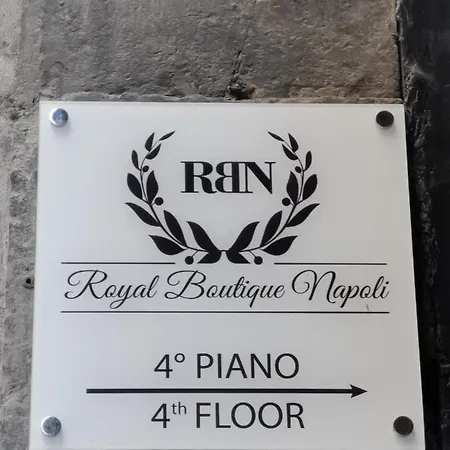 RBN
Royal Boutique Napoli
4° PIANO
4th FLOOR